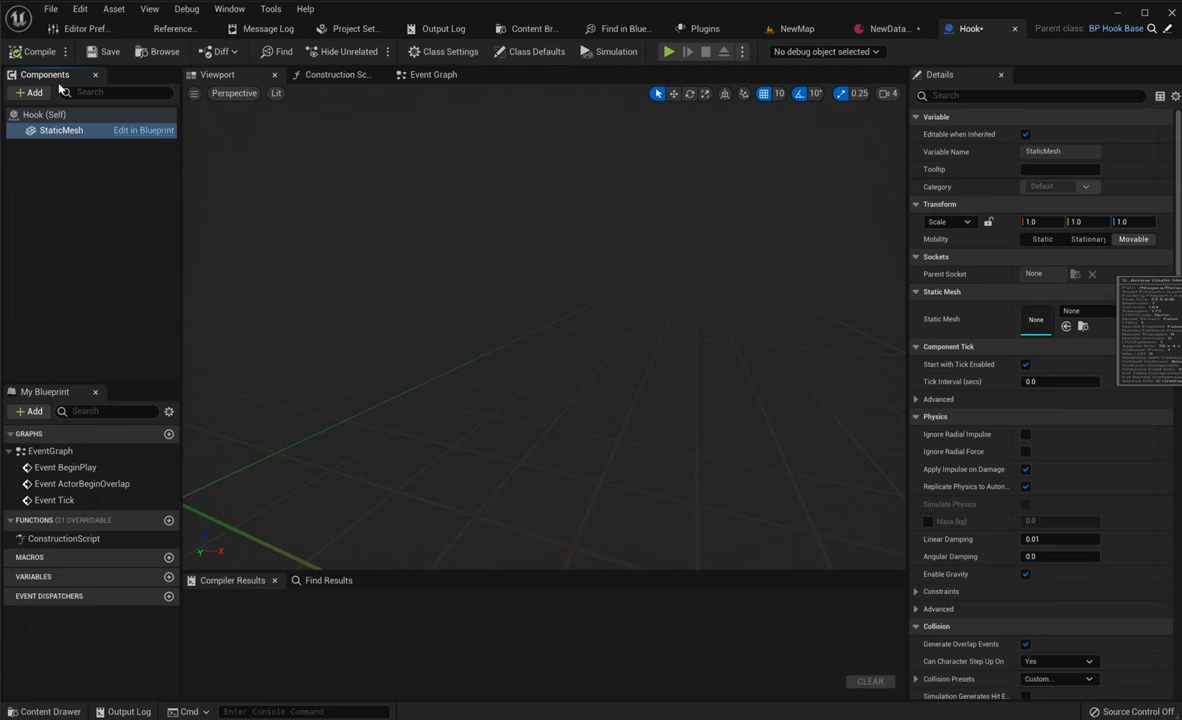 File Edit Asset View Debug Window Tools Help
Editor Pref... Reference... Message Log Project Set... Output Log Content Br... Find in Blue... Plugins NewMap NewData... • Hook* Parent class: BP Hook Base
Compile Save Browse Diff Find Hide Unrelated Class Settings Class Defaults Simulation No debug object selected
Components Viewport Construction Sc... Event Graph Details
Add Search Perspective Lit 10 10° 0.25 4 Search
Hook (Self)
StaticMesh Edit in Blueprint
Variable
Editable when Inherited
Variable Name StaticMesh
Tooltip
Category Default
Transform
Scale 1.0 1.0 1.0
Mobility Static Stationary Movable
Sockets
Parent Socket None
Static Mesh
Static Mesh None None
Component Tick
Start with Tick Enabled
Tick Interval (secs) 0.0
Advanced
Physics
Ignore Radial Impulse
Ignore Radial Force
Apply Impulse on Damage
Replicate Physics to Auton...
Simulate Physics
Mass (kg) 0.0
Linear Damping 0.01
Angular Damping 0.0
Enable Gravity
Constraints
Advanced
Collision
Generate Overlap Events
Can Character Step Up On Yes
Collision Presets Custom...
Simulation Generates Hit E...
My Blueprint
Add Search
GRAPHS
EventGraph
Event BeginPlay
Event ActorBeginOverlap
Event Tick
FUNCTIONS (21 OVERRIDABLE)
ConstructionScript
MACROS
VARIABLES
EVENT DISPATCHERS
X
Y
Z
Compiler Results Find Results
CLEAR
Content Drawer Output Log Cmd Enter Console Command Source Control Off